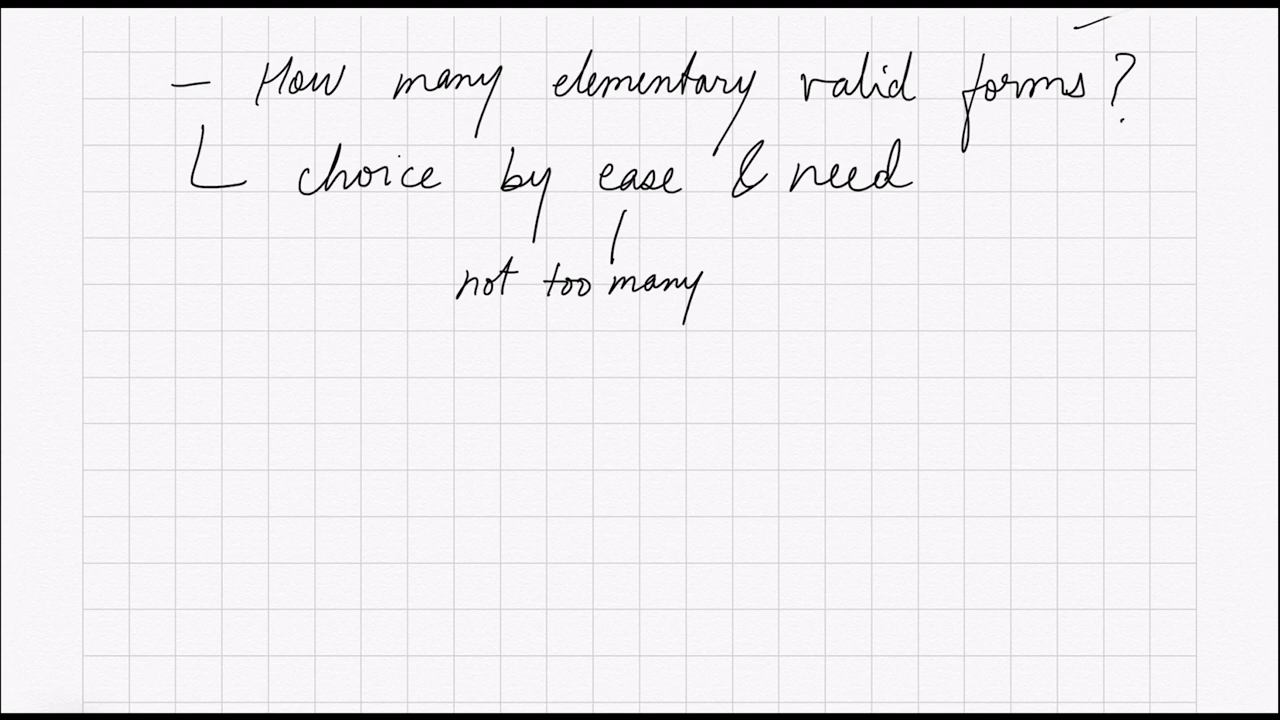 – How many elementary valid forms?
choice by ease & need
not too many